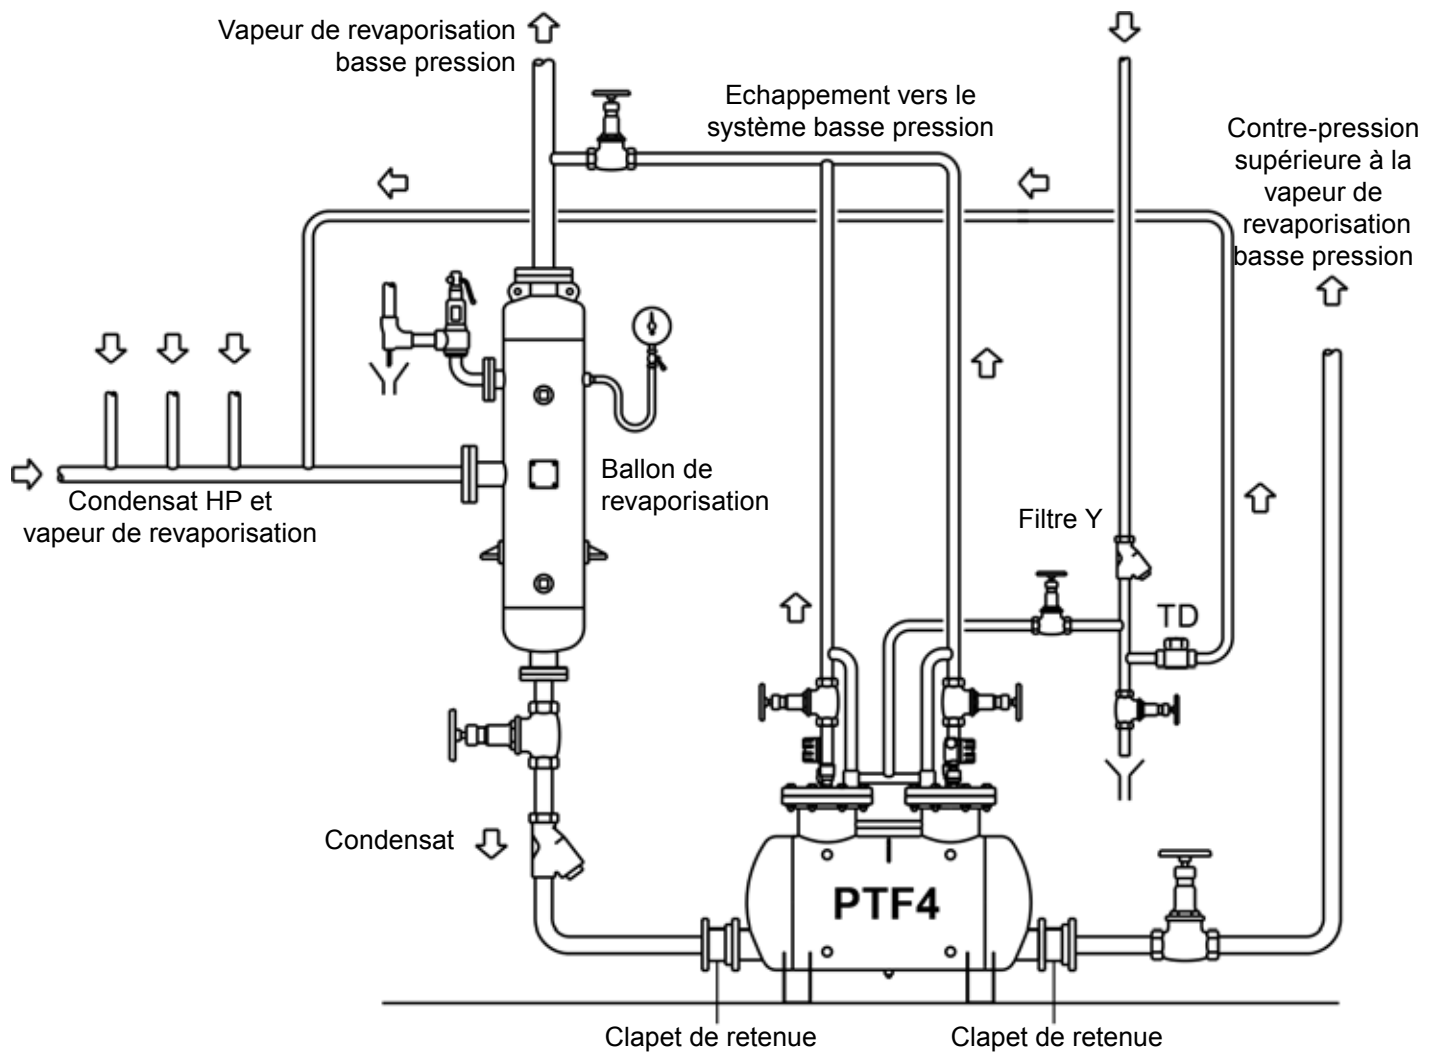 Vapeur de revaporisation
basse pression
Echappement vers le
système basse pression
Contre-pression
supérieure à la
vapeur de
revaporisation
basse pression
Ballon de
revaporisation
Condensat HP et
vapeur de revaporisation
Filtre Y
TD
Condensat
PTF4
Clapet de retenue
Clapet de retenue